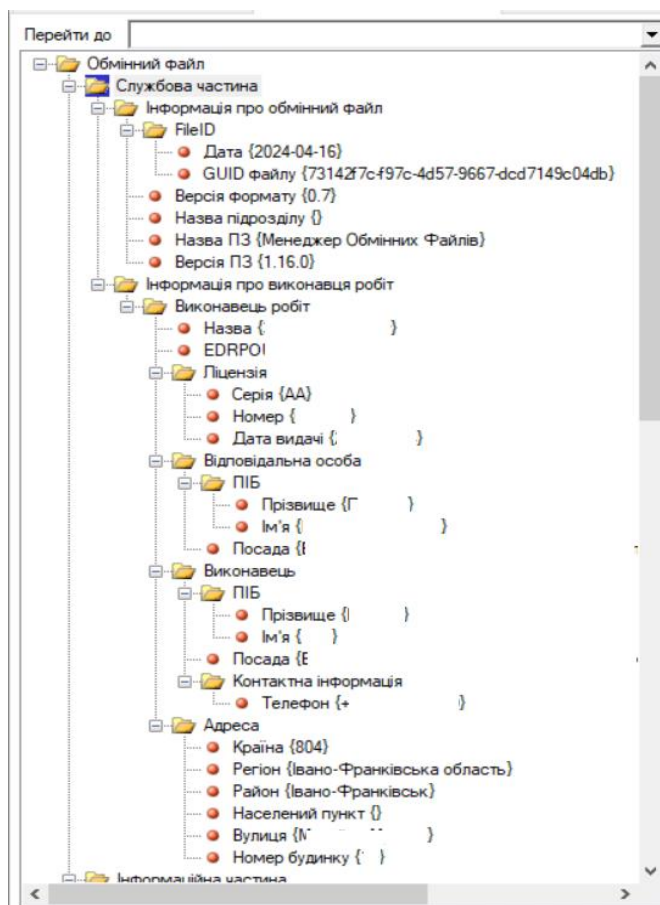 Перейти до
Обмінний файл
Службова частина
Інформація про обмінний файл
FileID
Дата {2024-04-16}
GUID файлу {73142f7c-f97c-4d57-9667-dcd7149c04db}
Версія формату {0.7}
Назва підрозділу {}
Назва ПЗ {Менеджер Обмінних Файлів}
Версія ПЗ {1.16.0}
Інформація про виконавця робіт
Виконавець робіт
Назва { }
EDRPOU
Ліцензія
Серія {АА}
Номер { }
Дата видачі { }
Відповідальна особа
ПІБ
Прізвище {Г }
Ім'я { }
Посада {
Виконавець
ПІБ
Прізвище { }
Ім'я { }
Посада {
Контактна інформація
Телефон {+ }
Адреса
Країна {804}
Регіон {Івано-Франківська область}
Район {Івано-Франківськ}
Населений пункт {}
Вулиця { }
Номер будинку { }
Інформаційна частина